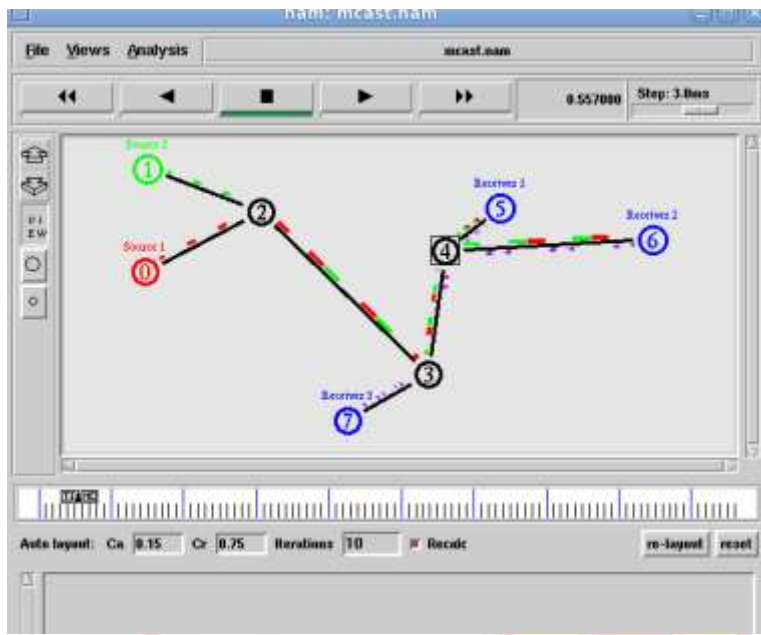 nam: mcast.nam
File Views Analysis mcast.nam
0.557000 Step: 3.0ms
Source 2
1
2
Receiver 1
5
Receiver 2
6
Source 1
0
4
3
Receiver 3
7
TIME
Auto layout: Ca 0.15 Cr 0.75 Iterations 10 Recalc re-layout reset